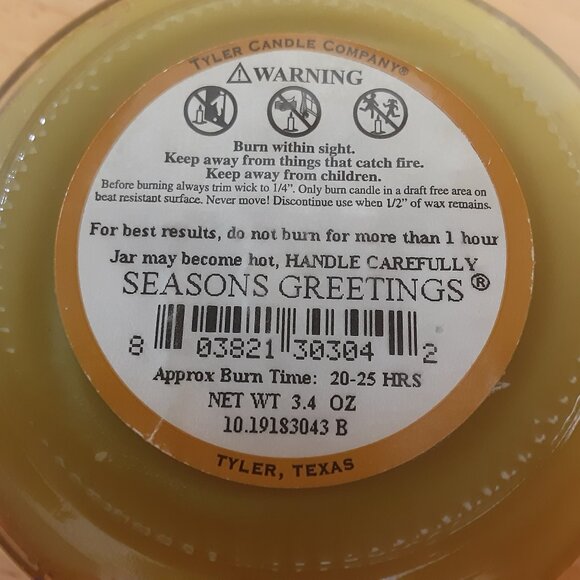 TYLER CANDLE COMPANY®
WARNING
Burn within sight.
Keep away from things that catch fire.
Keep away from children.
Before burning always trim wick to 1/4". Only burn candle in a draft free area on
heat resistant surface. Never move! Discontinue use when 1/2" of wax remains.
For best results, do not burn for more than 1 hour
Jar may become hot, HANDLE CAREFULLY
SEASONS GREETINGS®
8 03821 30304 2
Approx Burn Time: 20-25 HRS
NET WT 3.4 OZ
10.19183043 B
TYLER, TEXAS